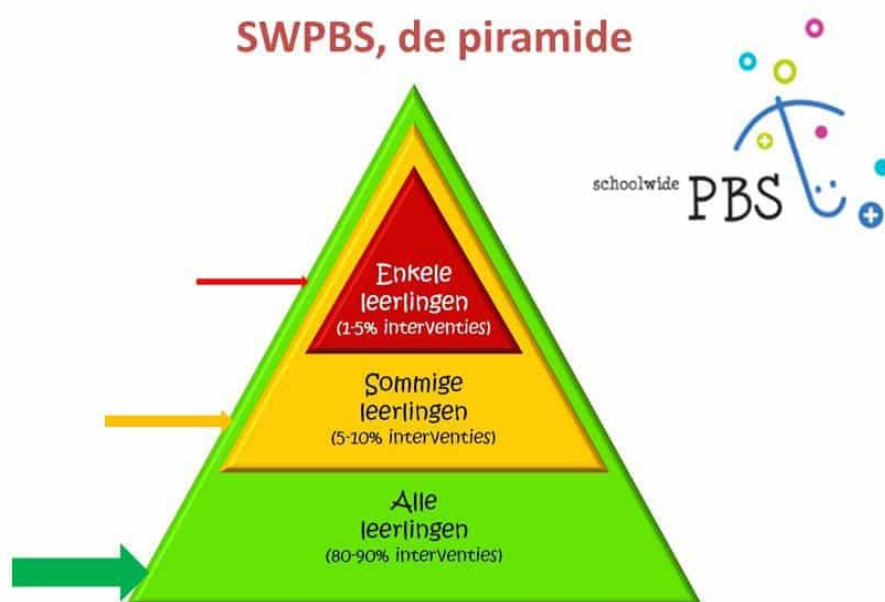 SWPBS, de piramide
schoolwide PBS
Enkele
leerlingen
(1-5% interventies)
Sommige
leerlingen
(5-10% interventies)
Alle
leerlingen
(80-90% interventies)